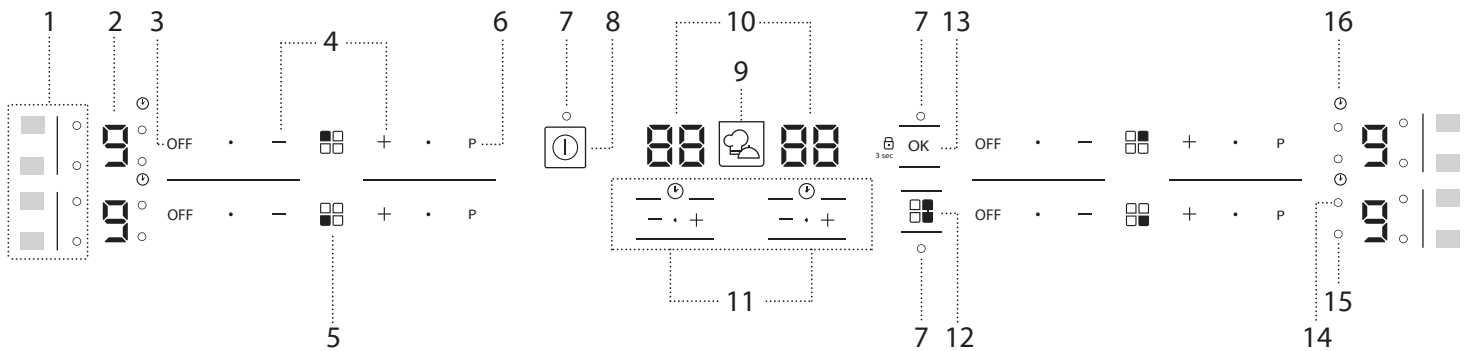 1 2 3 4 6 7 8 10 7 13 16
9
88 88
9 OFF · − + · P OK OFF · − + · P 9
3 sec
9 OFF · − + · P OFF · − + · P 9
− · + − · +
11
5 7 12 14 15